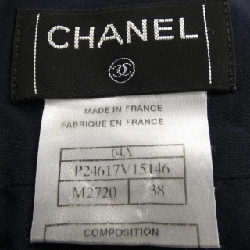 CHANEL
MADE IN FRANCE
FABRIQUE EN FRANCE
P24617V15146
M2720 38
COMPOSITION